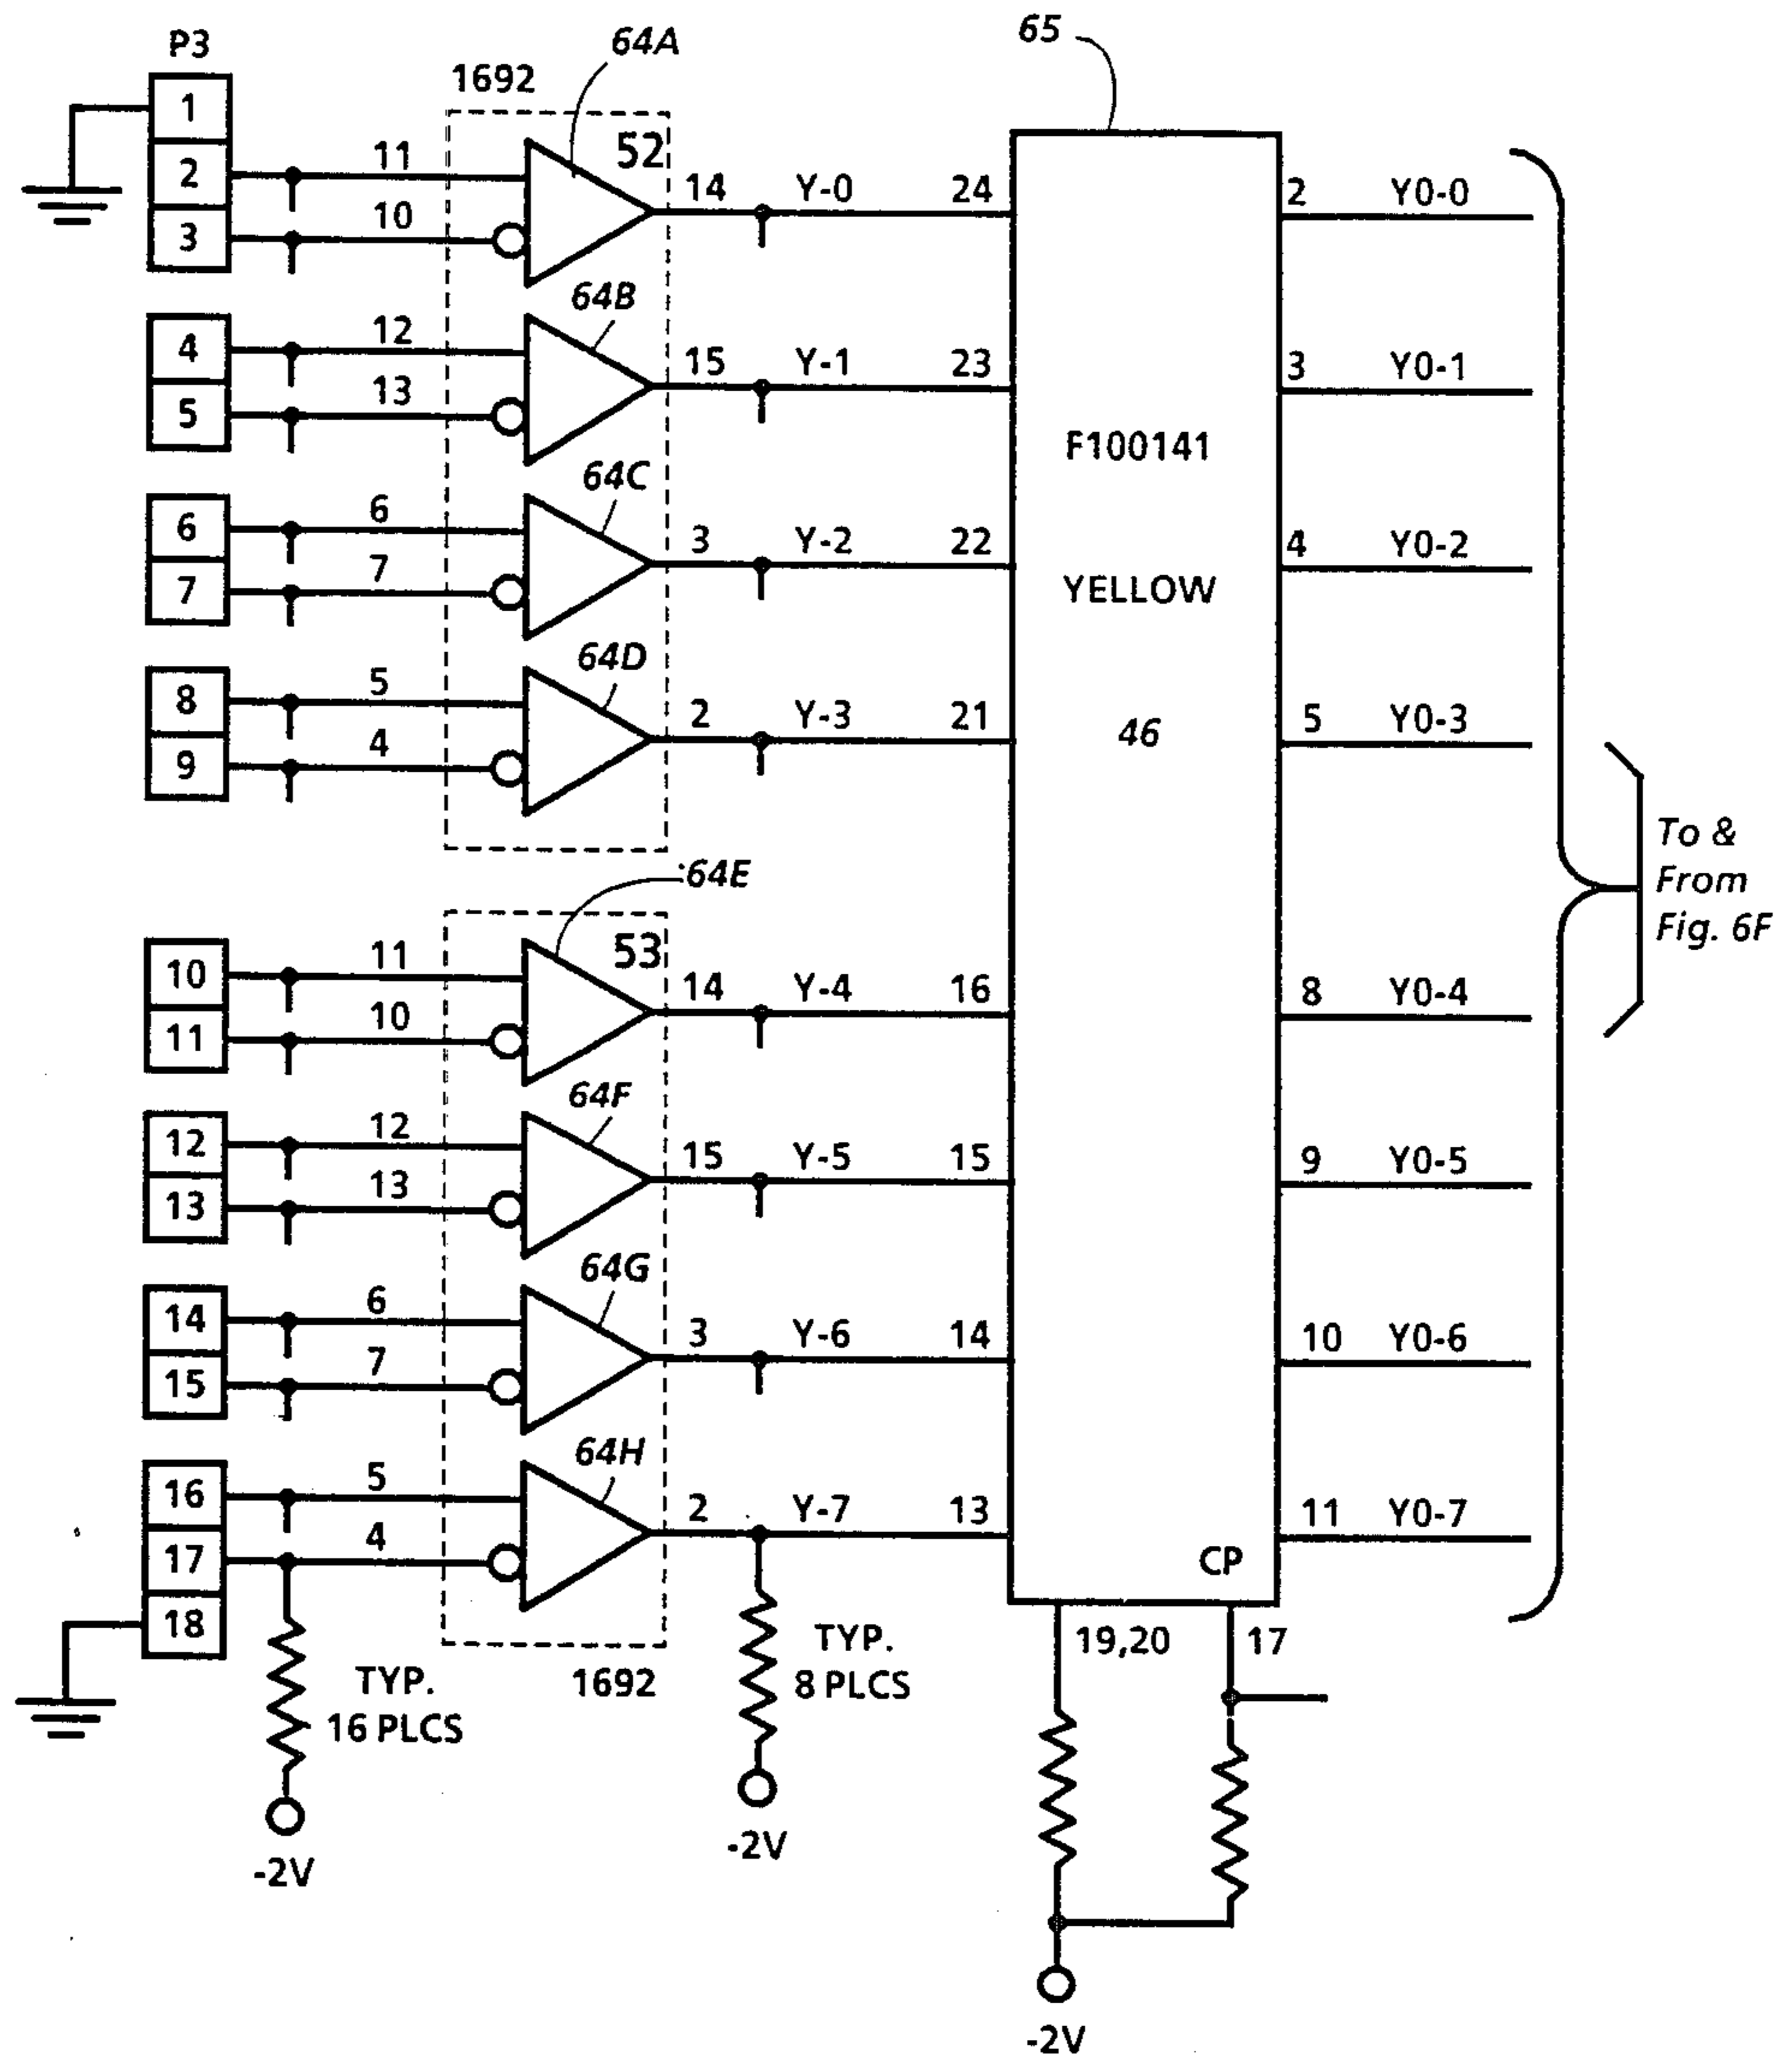 P3
64A
65
1692
1
52
2 11 14 Y-0 24 2 Y0-0
3 10
64B
4 12 15 Y-1 23 3 Y0-1
5 13
F100141
64C
6 6 3 Y-2 22 4 Y0-2
7 7
YELLOW
64D
8 5 2 Y-3 21 46 5 Y0-3
9 4
To &
From
Fig. 6F
64E
53
10 11 14 Y-4 16 8 Y0-4
11 10
64F
12 12 15 Y-5 15 9 Y0-5
13 13
64G
14 6 3 Y-6 14 10 Y0-6
15 7
64H
16 5 2 Y-7 13 11 Y0-7
17 4
CP
18
19,20 17
TYP.
16 PLCS
1692
TYP.
8 PLCS
-2V
-2V
-2V